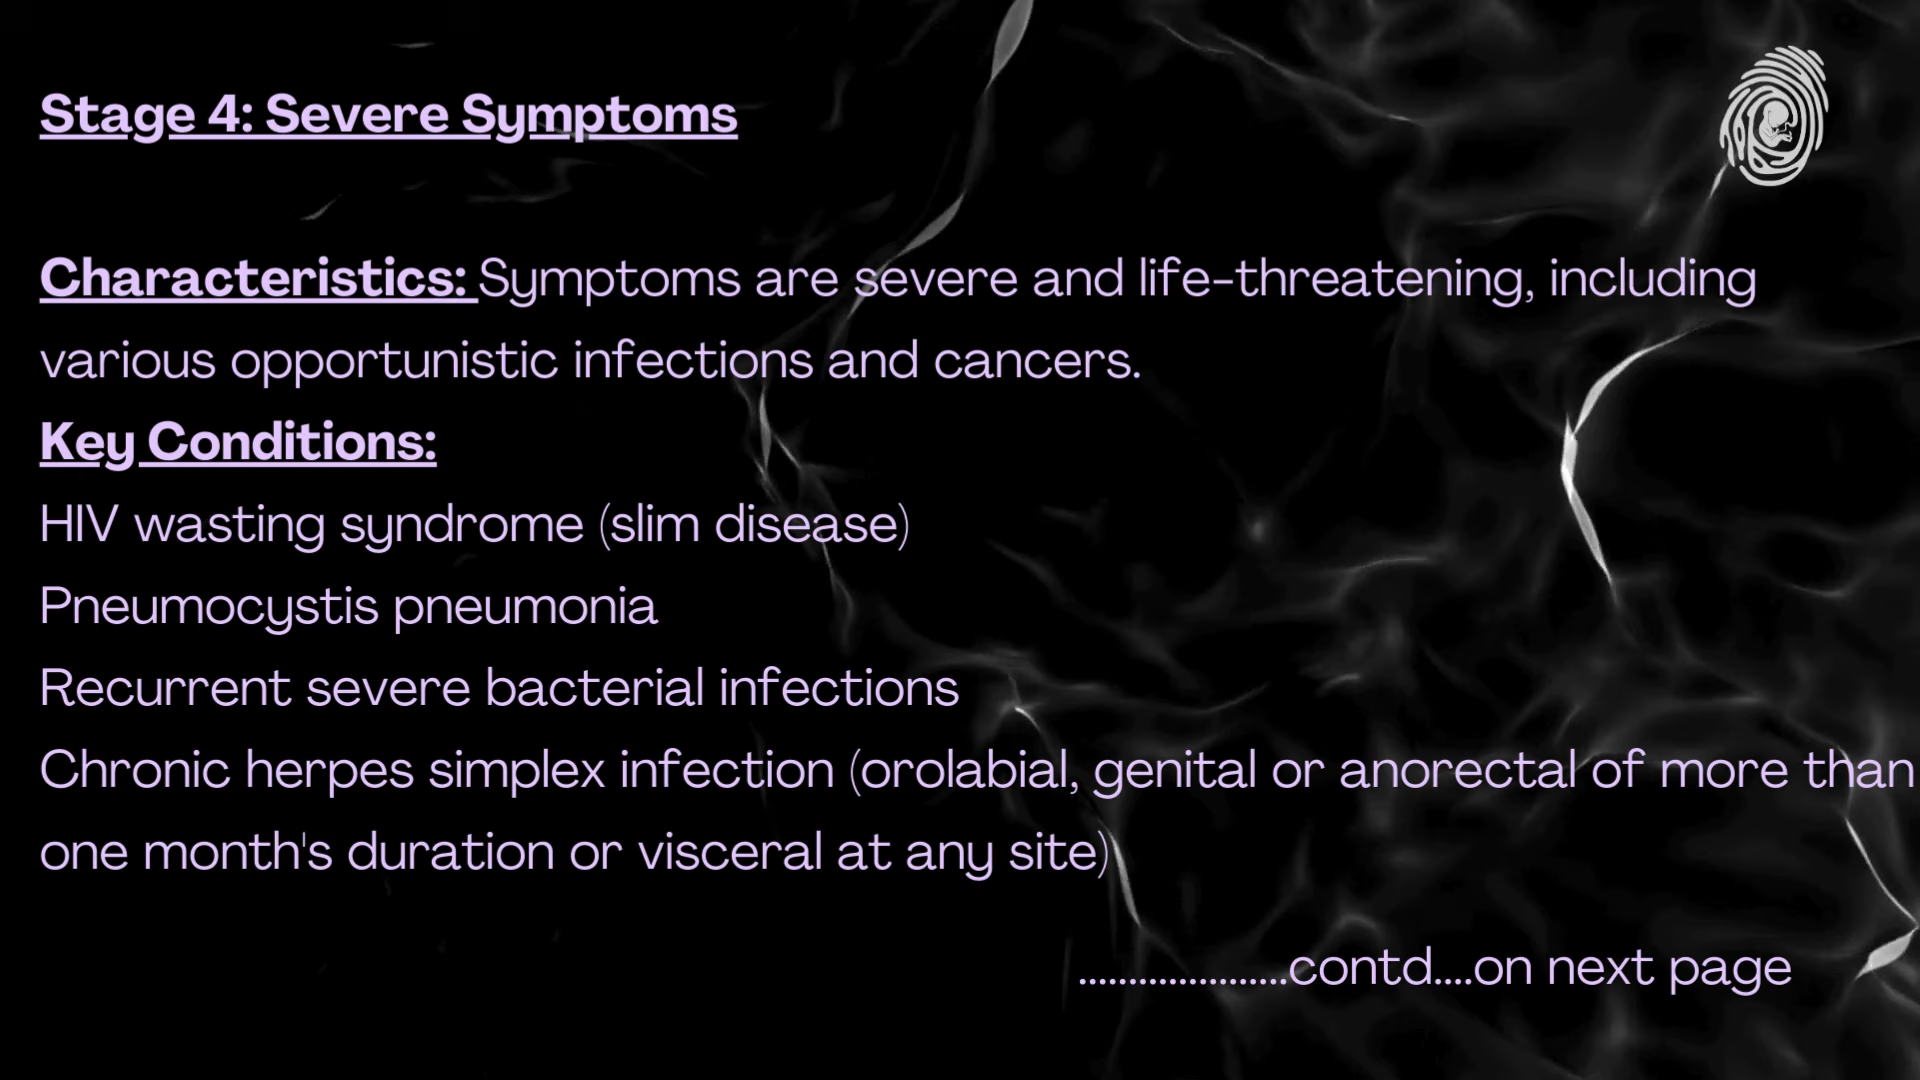 Stage 4: Severe Symptoms
Characteristics: Symptoms are severe and life-threatening, including
various opportunistic infections and cancers.
Key Conditions:
HIV wasting syndrome (slim disease)
Pneumocystis pneumonia
Recurrent severe bacterial infections
Chronic herpes simplex infection (orolabial, genital or anorectal of more than
one month's duration or visceral at any site)
.....................contd....on next page